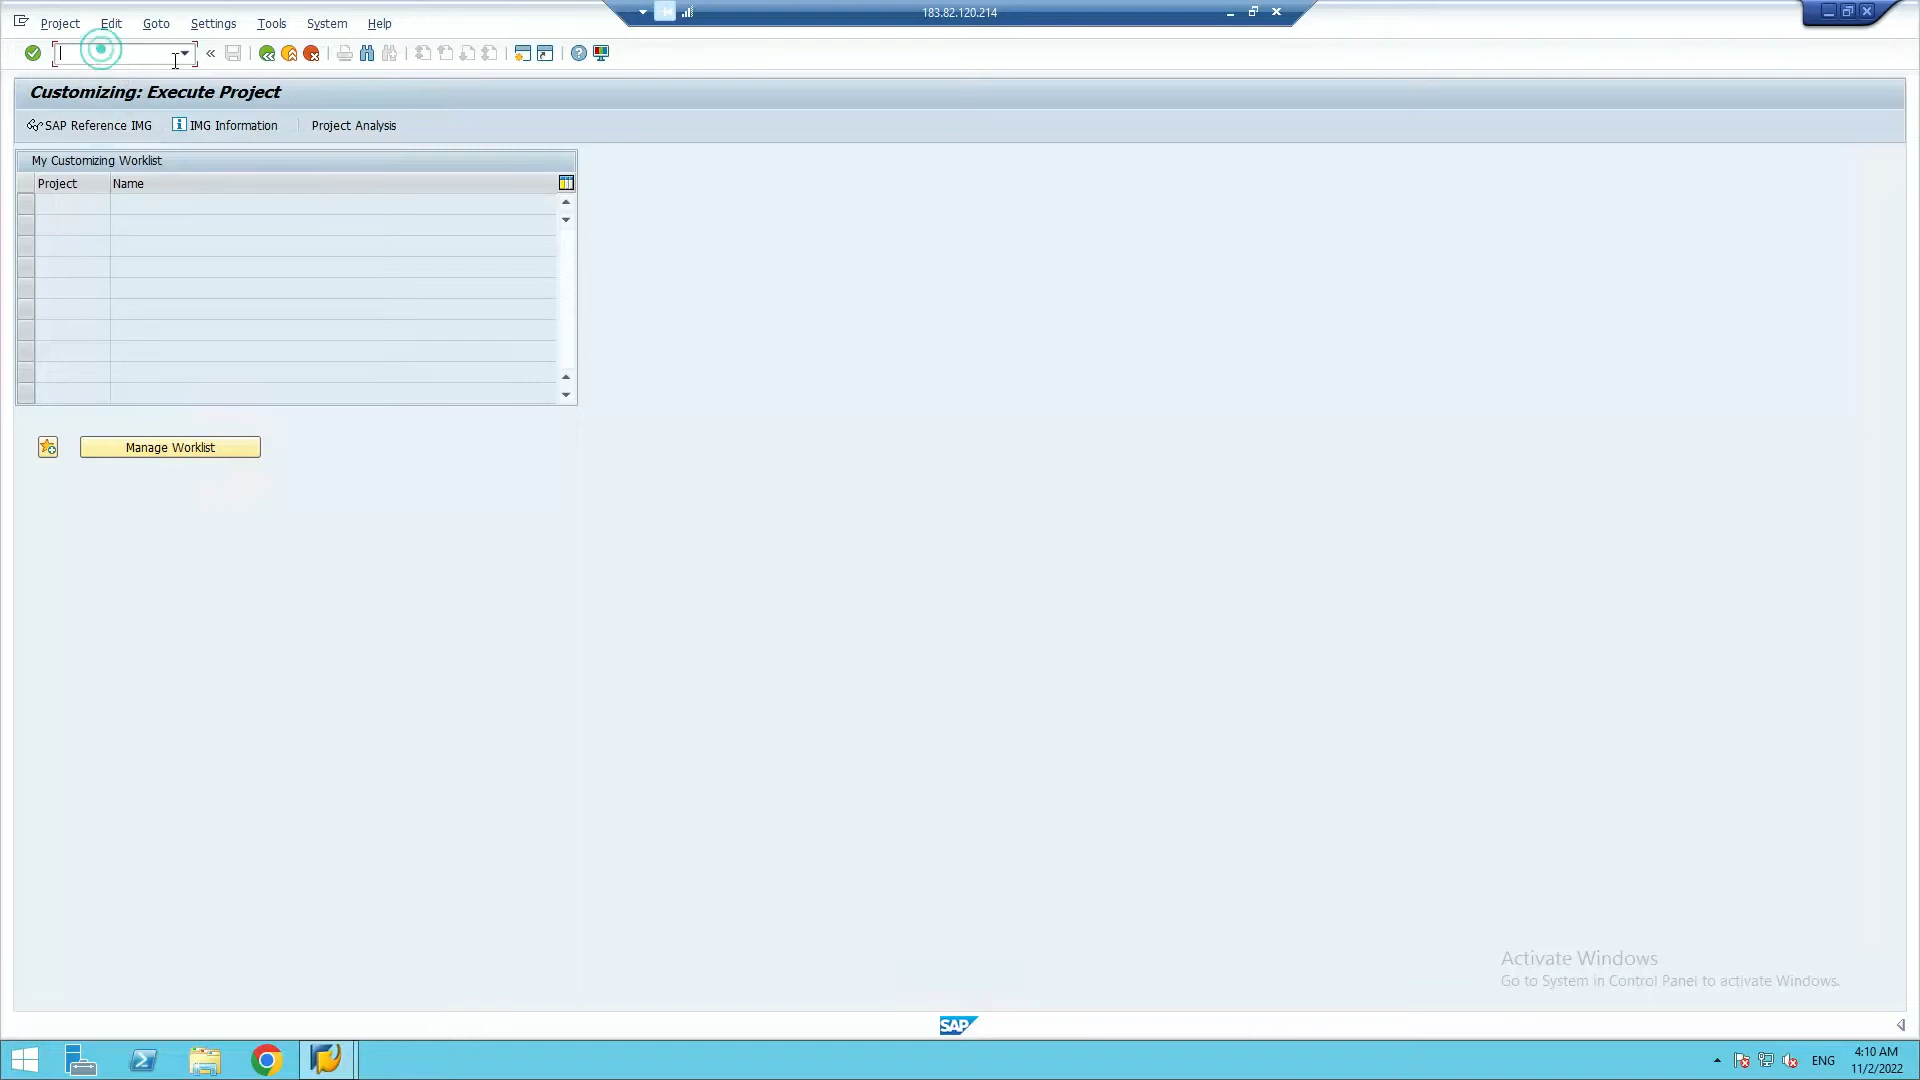 183.82.120.214
Project Edit Goto Settings Tools System Help
Customizing: Execute Project
SAP Reference IMG IMG Information Project Analysis
My Customizing Worklist
Project Name
Manage Worklist
Activate Windows
Go to System in Control Panel to activate Windows.
SAP
ENG 4:10 AM
11/2/2022